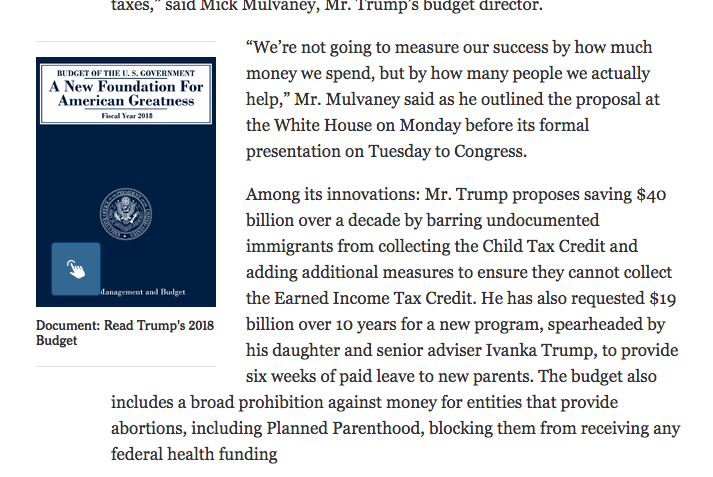 taxes,” said Mick Mulvaney, Mr. Trump’s budget director.
“We’re not going to measure our success by how much
money we spend, but by how many people we actually
help,” Mr. Mulvaney said as he outlined the proposal at
the White House on Monday before its formal
presentation on Tuesday to Congress.
BUDGET OF THE U. S. GOVERNMENT
A New Foundation For
American Greatness
Fiscal Year 2018
Management and Budget
Document: Read Trump's 2018
Budget
Among its innovations: Mr. Trump proposes saving $40
billion over a decade by barring undocumented
immigrants from collecting the Child Tax Credit and
adding additional measures to ensure they cannot collect
the Earned Income Tax Credit. He has also requested $19
billion over 10 years for a new program, spearheaded by
his daughter and senior adviser Ivanka Trump, to provide
six weeks of paid leave to new parents. The budget also
includes a broad prohibition against money for entities that provide
abortions, including Planned Parenthood, blocking them from receiving any
federal health funding